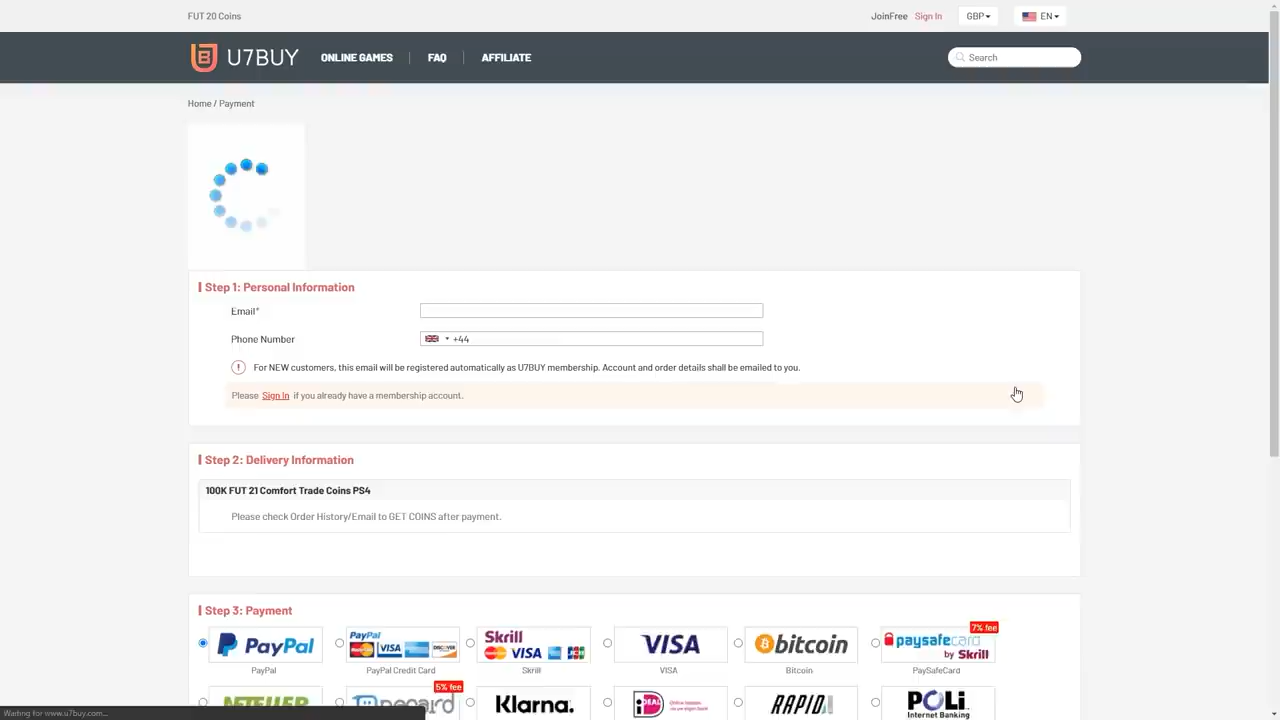 FUT 20 Coins
JoinFree Sign In GBP EN
U7BUY ONLINE GAMES FAQ AFFILIATE Search
Home / Payment
Step 1: Personal Information
Email*
Phone Number +44
For NEW customers, this email will be registered automatically as U7BUY membership. Account and order details shall be emailed to you.
Please Sign In if you already have a membership account.
Step 2: Delivery Information
100K FUT 21 Comfort Trade Coins PS4
Please check Order History/Email to GET COINS after payment.
Step 3: Payment
7% fee
PayPal PayPal MasterCard VISA DISCOVER Skrill MasterCard VISA JCB VISA bitcoin paysafecard by Skrill
PayPal PayPal Credit Card Skrill VISA Bitcoin PaySafeCard
5% fee
NETELLER Klarna. iDEAL RAPID! POLi Internet Banking
Waiting for www.u7buy.com...